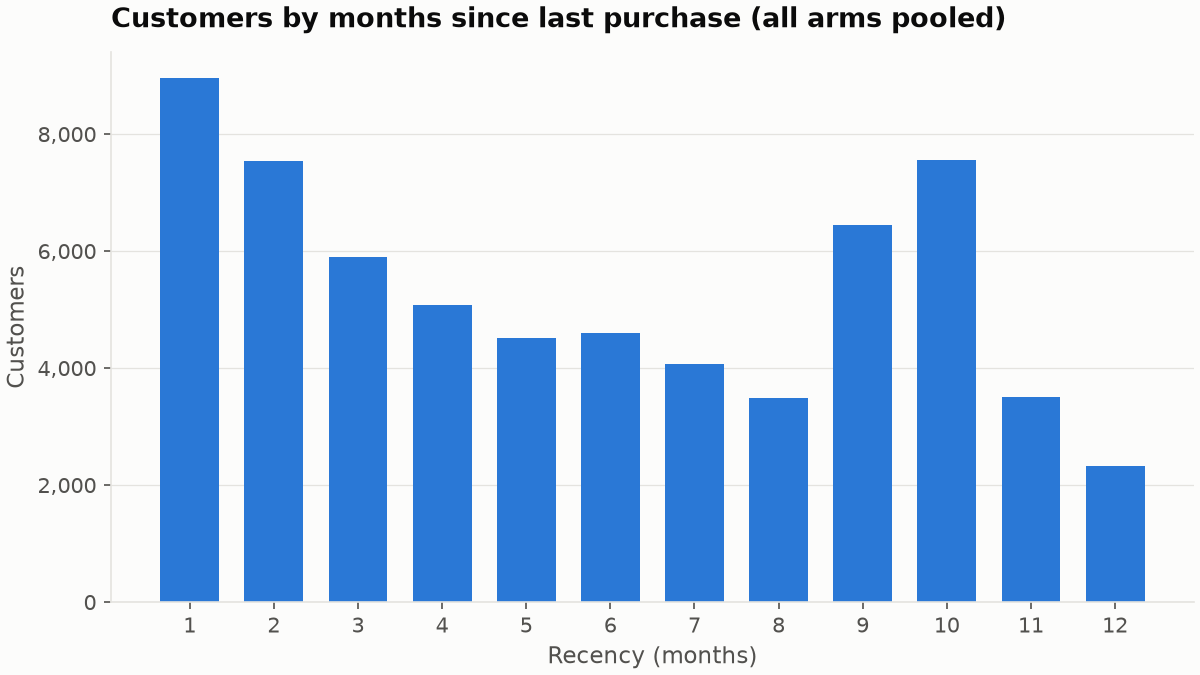 Customers by months since last purchase (all arms pooled)
Customers
8,000
6,000
4,000
2,000
0
1 2 3 4 5 6 7 8 9 10 11 12
Recency (months)